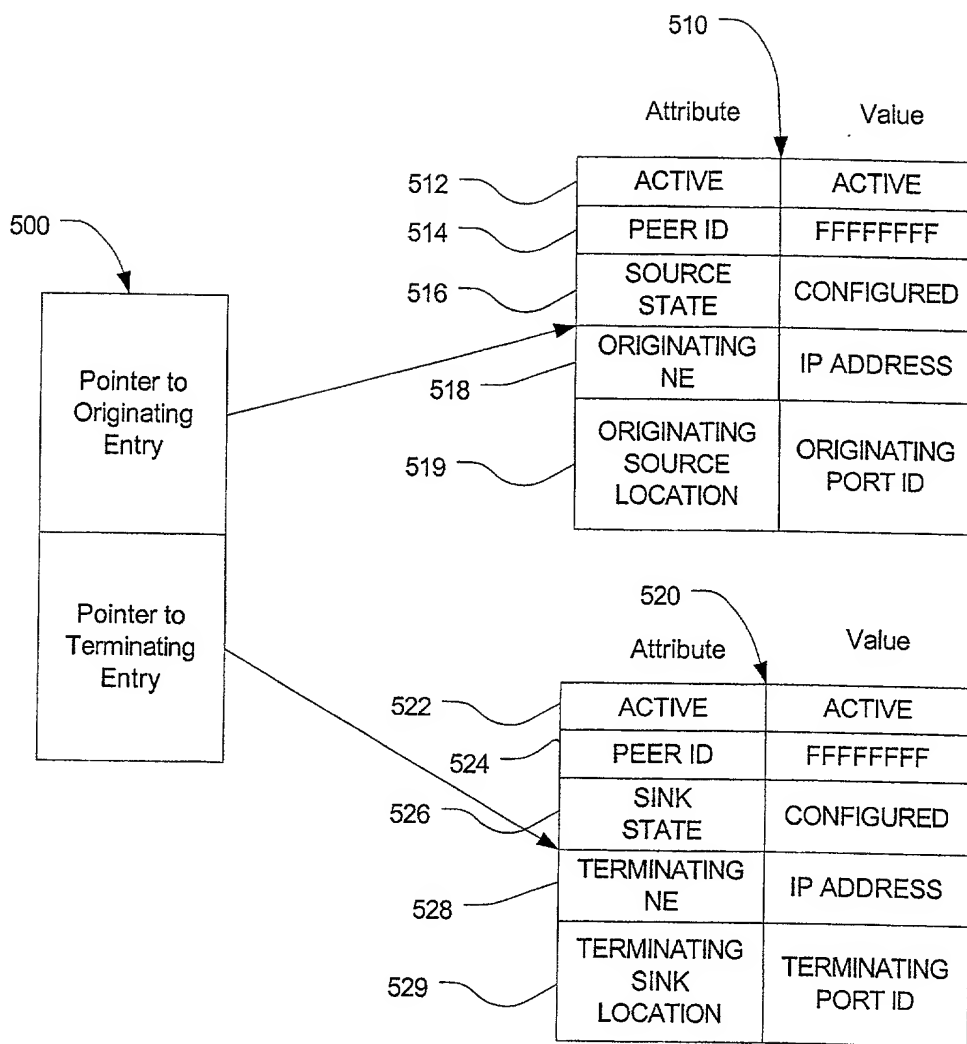 510
Attribute Value
512 ACTIVE ACTIVE
500
514 PEER ID FFFFFFFF
516 SOURCE
STATE CONFIGURED
518 ORIGINATING
NE IP ADDRESS
Pointer to
Originating
Entry
519 ORIGINATING
SOURCE
LOCATION ORIGINATING
PORT ID
520
Attribute Value
Pointer to
Terminating
Entry
522 ACTIVE ACTIVE
524 PEER ID FFFFFFFF
526 SINK
STATE CONFIGURED
528 TERMINATING
NE IP ADDRESS
529 TERMINATING
SINK
LOCATION TERMINATING
PORT ID